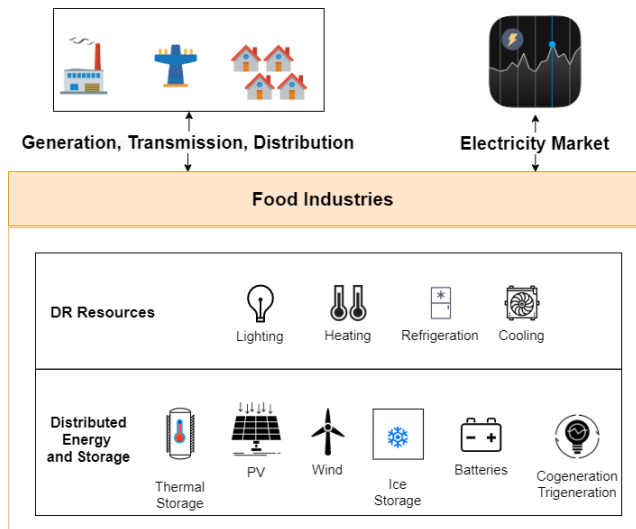 Generation, Transmission, Distribution
Electricity Market
Food Industries
DR Resources
Lighting
Heating
Refrigeration
Cooling
Distributed
Energy
and Storage
Thermal
Storage
PV
Wind
Ice
Storage
Batteries
Cogeneration
Trigeneration